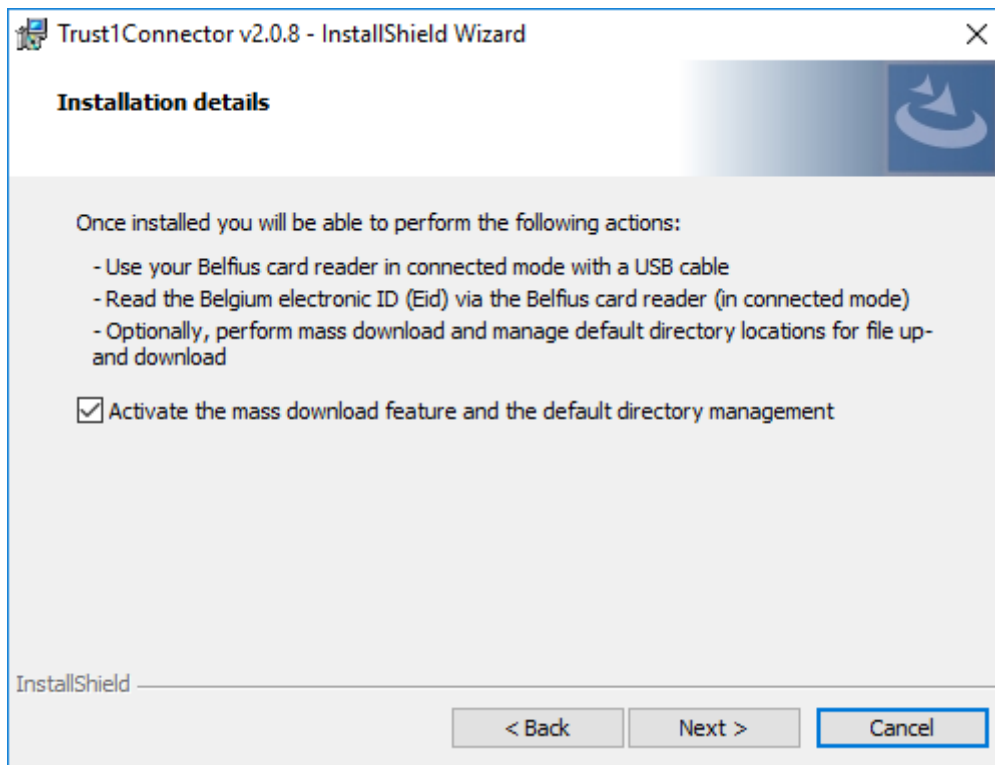 Trust1Connector v2.0.8 - InstallShield Wizard
Installation details
Once installed you will be able to perform the following actions:
- Use your Belfius card reader in connected mode with a USB cable
- Read the Belgium electronic ID (Eid) via the Belfius card reader (in connected mode)
- Optionally, perform mass download and manage default directory locations for file up-
and download
Activate the mass download feature and the default directory management
InstallShield
< Back
Next >
Cancel